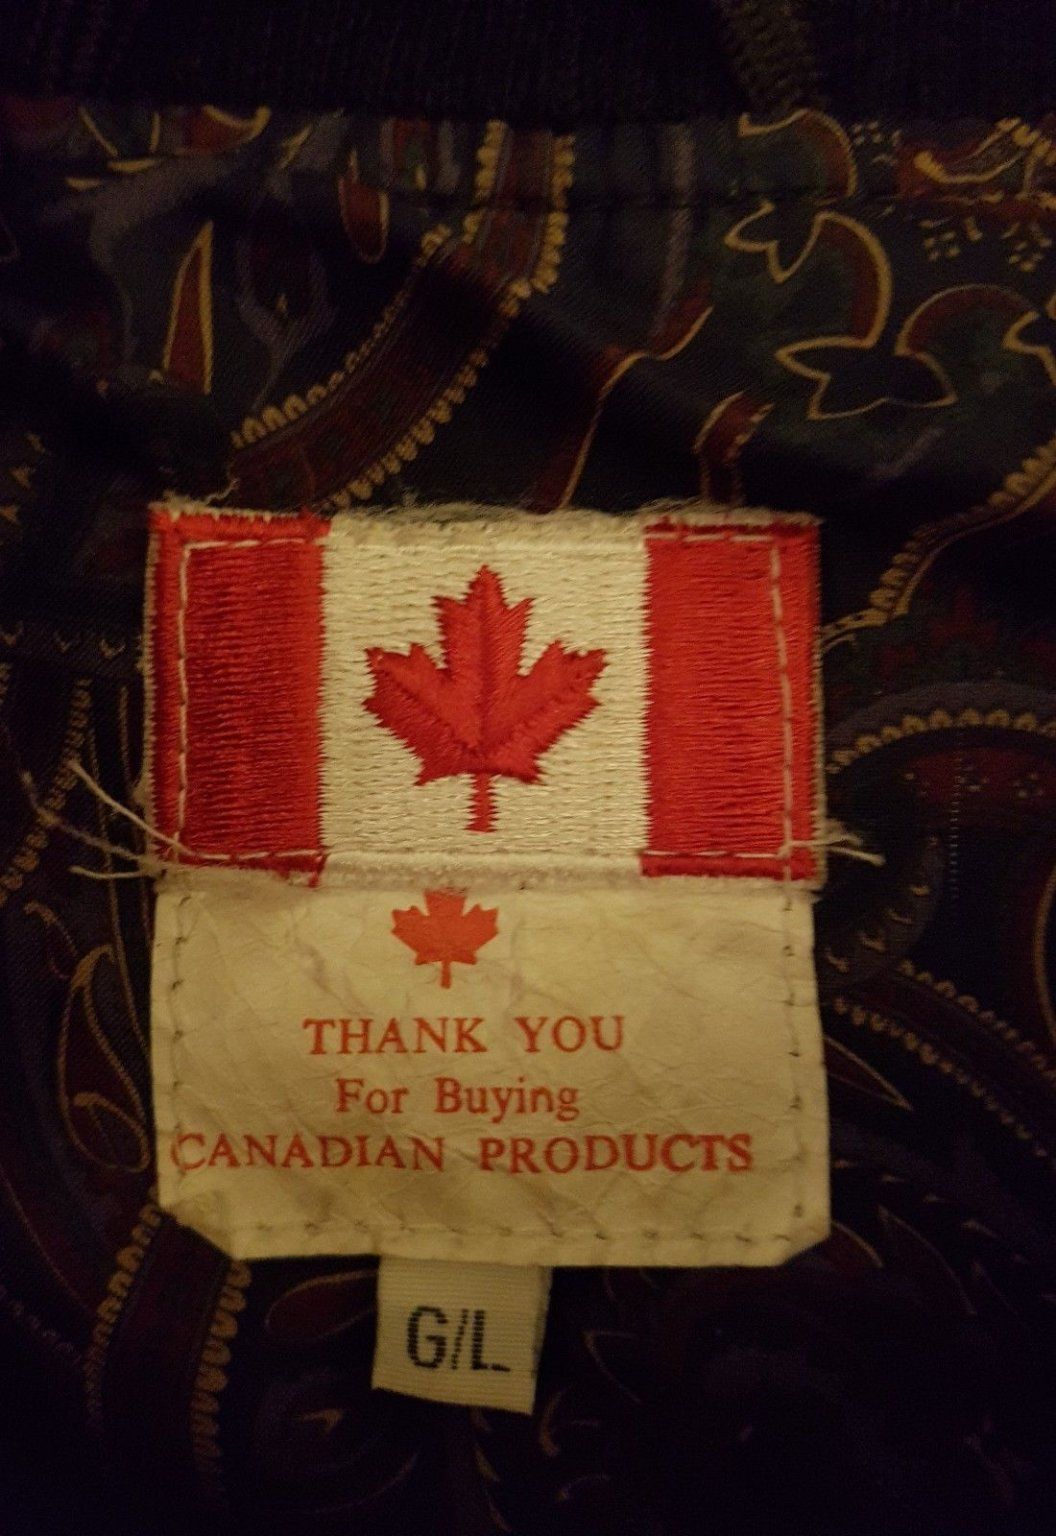 THANK YOU
For Buying
CANADIAN PRODUCTS
G/L